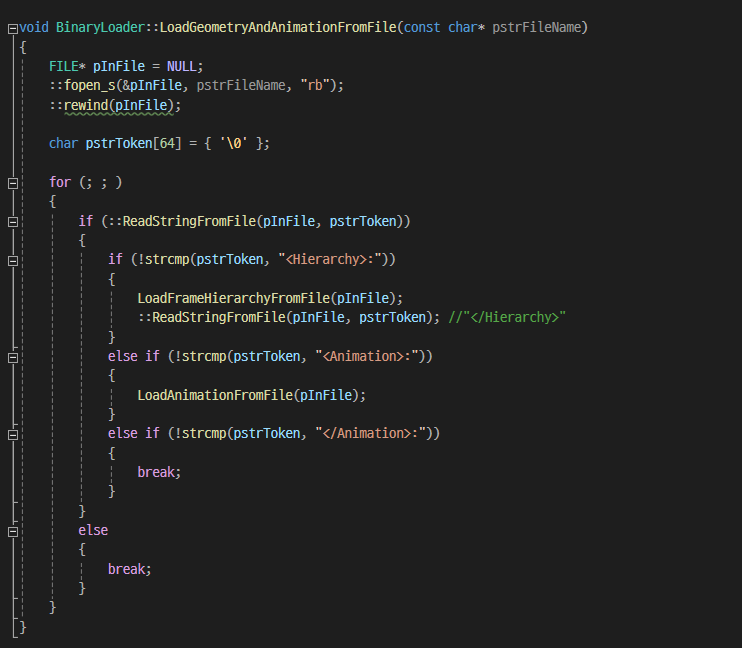 void BinaryLoader::LoadGeometryAndAnimationFromFile(const char* pstrFileName)
{
    FILE* pInFile = NULL;
    ::fopen_s(&pInFile, pstrFileName, "rb");
    ::rewind(pInFile);

    char pstrToken[64] = { '\0' };

    for (; ; )
    {
        if (::ReadStringFromFile(pInFile, pstrToken))
        {
            if (!strcmp(pstrToken, "<Hierarchy>:"))
            {
                LoadFrameHierarchyFromFile(pInFile);
                ::ReadStringFromFile(pInFile, pstrToken); //"</Hierarchy>"
            }
            else if (!strcmp(pstrToken, "<Animation>:"))
            {
                LoadAnimationFromFile(pInFile);
            }
            else if (!strcmp(pstrToken, "</Animation>:"))
            {
                break;
            }
        }
        else
        {
            break;
        }
    }
}